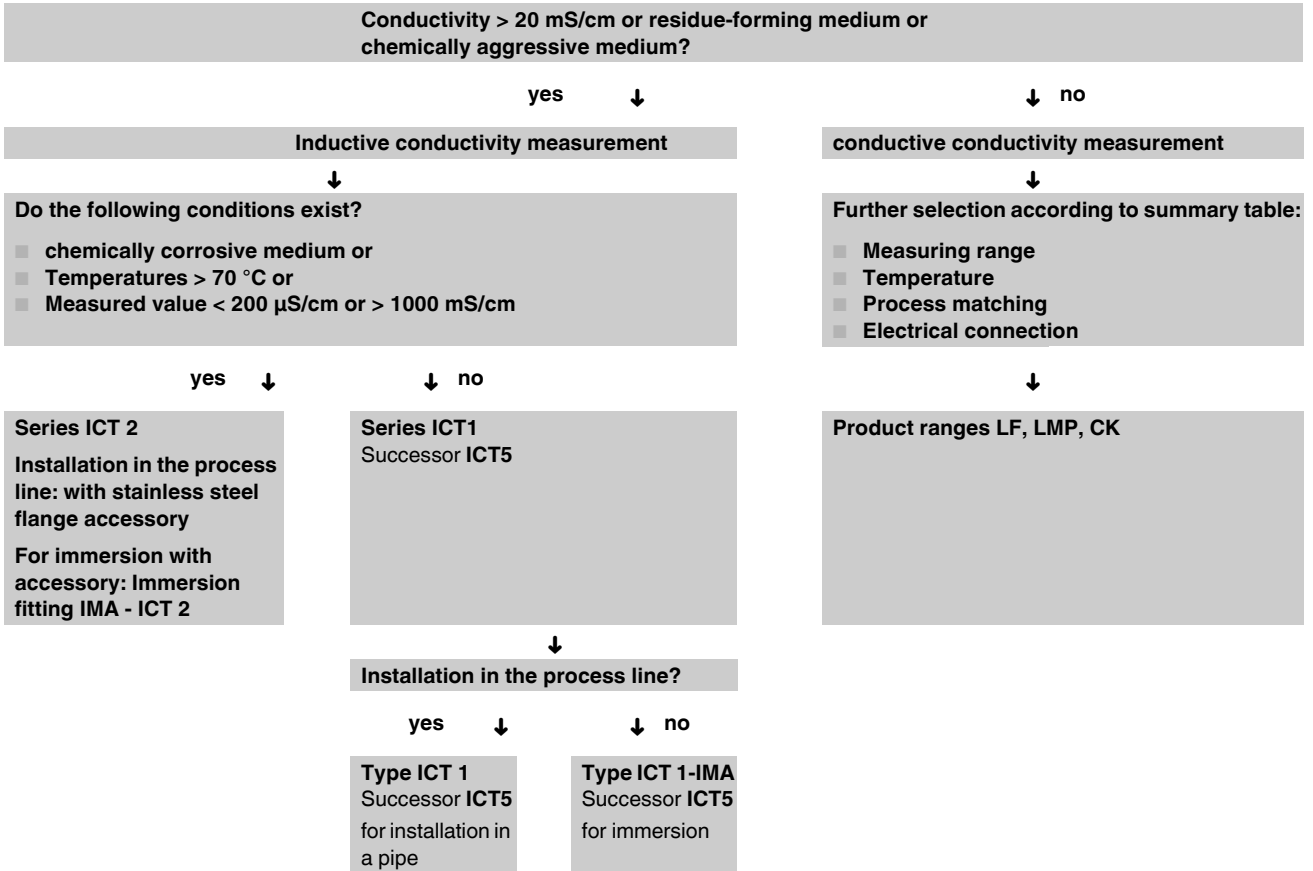 Conductivity > 20 mS/cm or residue-forming medium or
chemically aggressive medium?
yes ↓
↓ no
Inductive conductivity measurement
conductive conductivity measurement
↓
↓
Do the following conditions exist?
■ chemically corrosive medium or
■ Temperatures > 70 °C or
■ Measured value < 200 µS/cm or > 1000 mS/cm
Further selection according to summary table:
■ Measuring range
■ Temperature
■ Process matching
■ Electrical connection
yes ↓
↓ no
↓
Series ICT 2
Installation in the process
line: with stainless steel
flange accessory
For immersion with
accessory: Immersion
fitting IMA - ICT 2
Series ICT1
Successor ICT5
Product ranges LF, LMP, CK
↓
Installation in the process line?
yes ↓
↓ no
Type ICT 1
Successor ICT5
for installation in
a pipe
Type ICT 1-IMA
Successor ICT5
for immersion